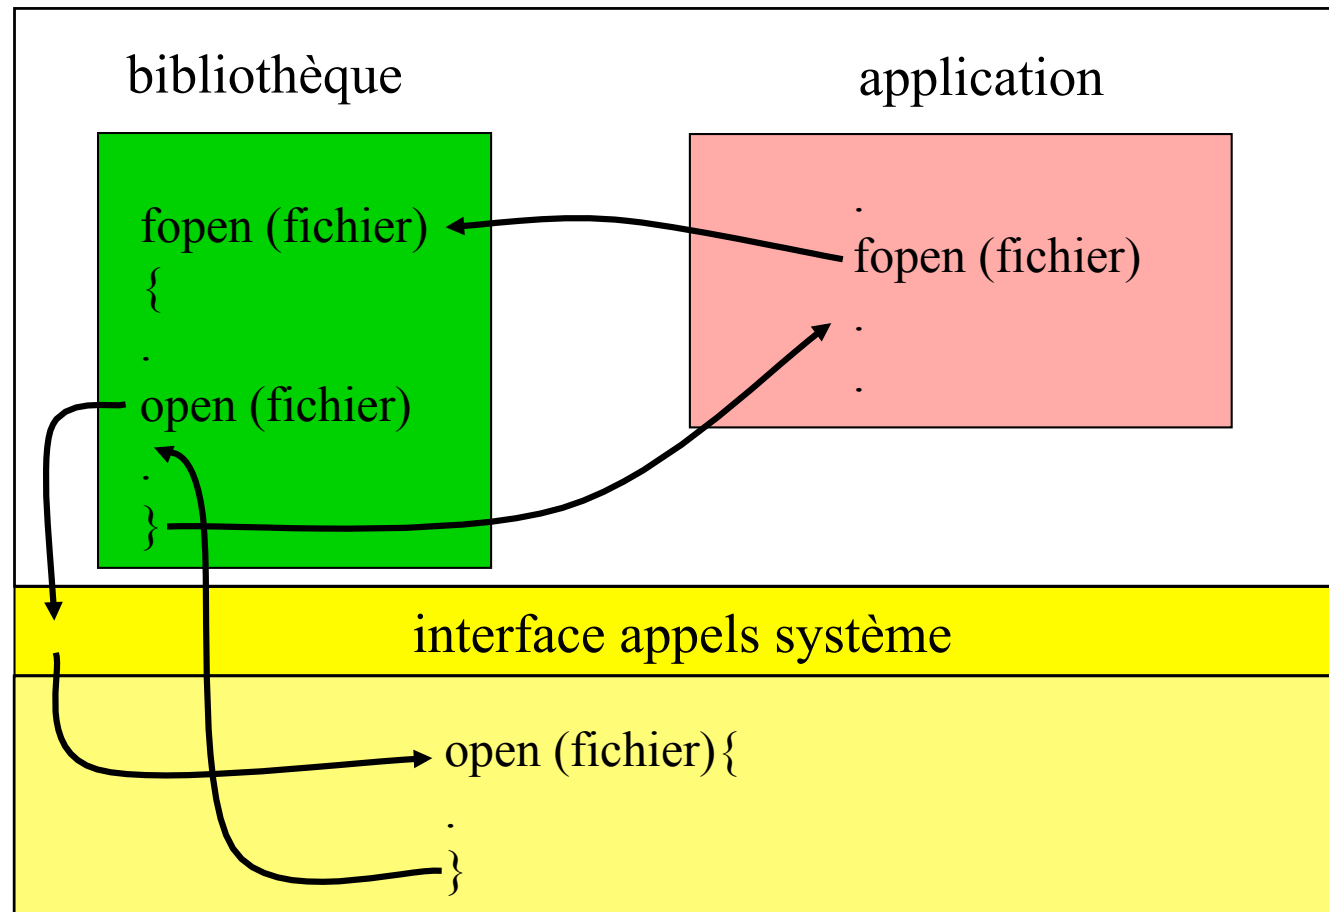 bibliothèque
fopen (fichier)
{
.
open (fichier)
.
}
application
.
fopen (fichier)
.
.
interface appels système
open (fichier){
.
}